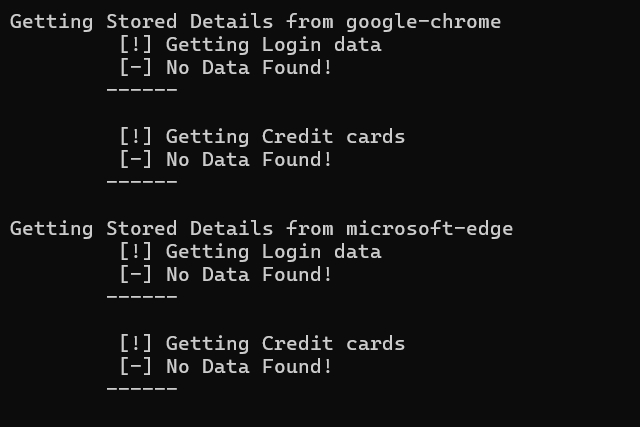 Getting Stored Details from google-chrome
[!] Getting Login data
[-] No Data Found!
------
[!] Getting Credit cards
[-] No Data Found!
------
Getting Stored Details from microsoft-edge
[!] Getting Login data
[-] No Data Found!
------
[!] Getting Credit cards
[-] No Data Found!
------